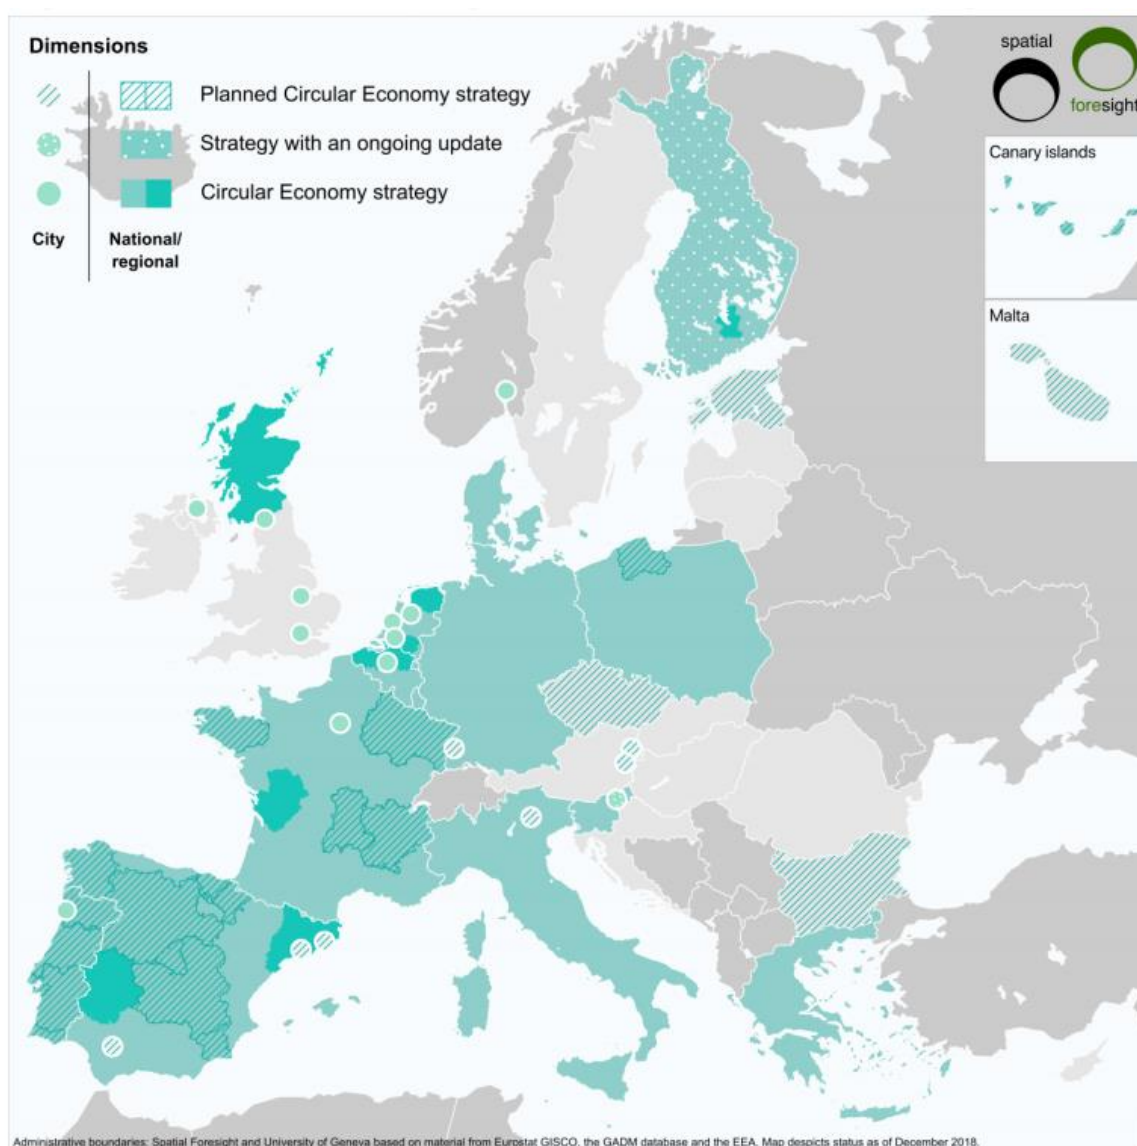 Dimensions
Planned Circular Economy strategy
Strategy with an ongoing update
Circular Economy strategy
City
National/
regional
spatial
foresight
Canary islands
Malta
Administrative boundaries: Spatial Foresight and University of Geneva based on material from Eurostat GISCO, the GADM database and the EEA. Map despicts status as of December 2018.